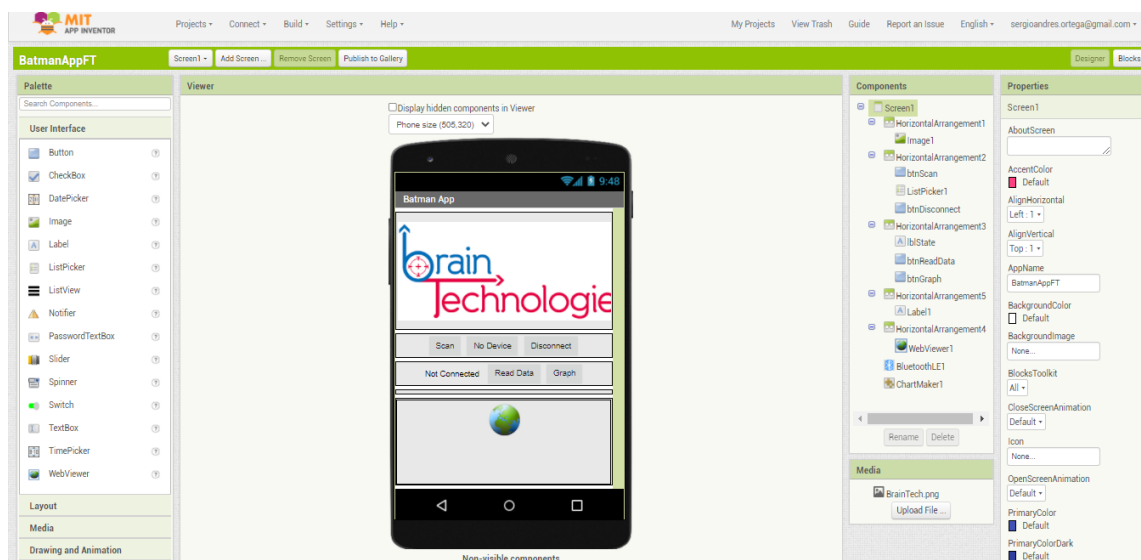 MIT
APP INVENTOR
Projects Connect Build Settings Help My Projects View Trash Guide Report an Issue English sergioandres.ortega@gmail.com
BatmanAppFT Screen1 Add Screen ... Remove Screen Publish to Gallery Designer Blocks
Palette
Search Components...
User Interface
Button
CheckBox
DatePicker
Image
Label
ListPicker
ListView
Notifier
PasswordTextBox
Slider
Spinner
Switch
TextBox
TimePicker
WebViewer
Layout
Media
Drawing and Animation
Viewer
Display hidden components in Viewer
Phone size (505,320)
9:48
Batman App
brain
Technologie
Scan No Device Disconnect
Not Connected Read Data Graph
Non-visible components
Components
Screen1
HorizontalArrangement1
Image1
HorizontalArrangement2
btnScan
ListPicker1
btnDisconnect
HorizontalArrangement3
lblState
btnReadData
btnGraph
HorizontalArrangement5
Label1
HorizontalArrangement4
WebViewer1
BluetoothLE1
ChartMaker1
Rename Delete
Media
BrainTech.png
Upload File ...
Properties
Screen1
AboutScreen
AccentColor
Default
AlignHorizontal
Left : 1
AlignVertical
Top : 1
AppName
BatmanAppFT
BackgroundColor
Default
BackgroundImage
None...
BlocksToolkit
All
CloseScreenAnimation
Default
Icon
None...
OpenScreenAnimation
Default
PrimaryColor
Default
PrimaryColorDark
Default